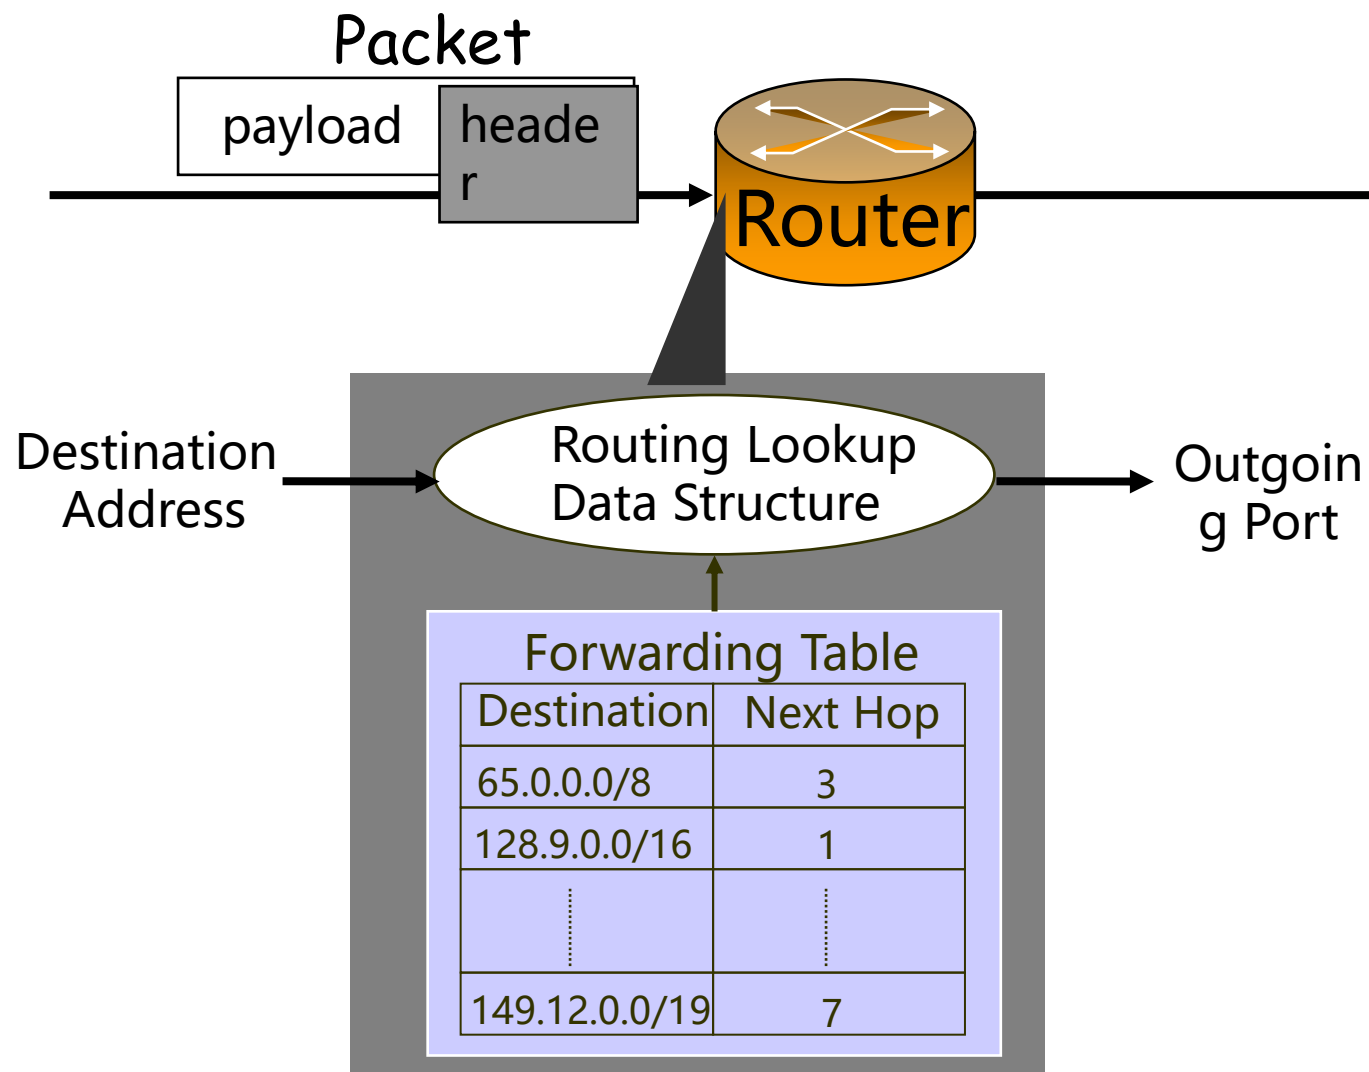 Packet
payload
heade
r
Router
Destination
Address
Routing Lookup
Data Structure
Outgoin
g Port
Forwarding Table
Destination Next Hop
65.0.0.0/8 3
128.9.0.0/16 1
149.12.0.0/19 7